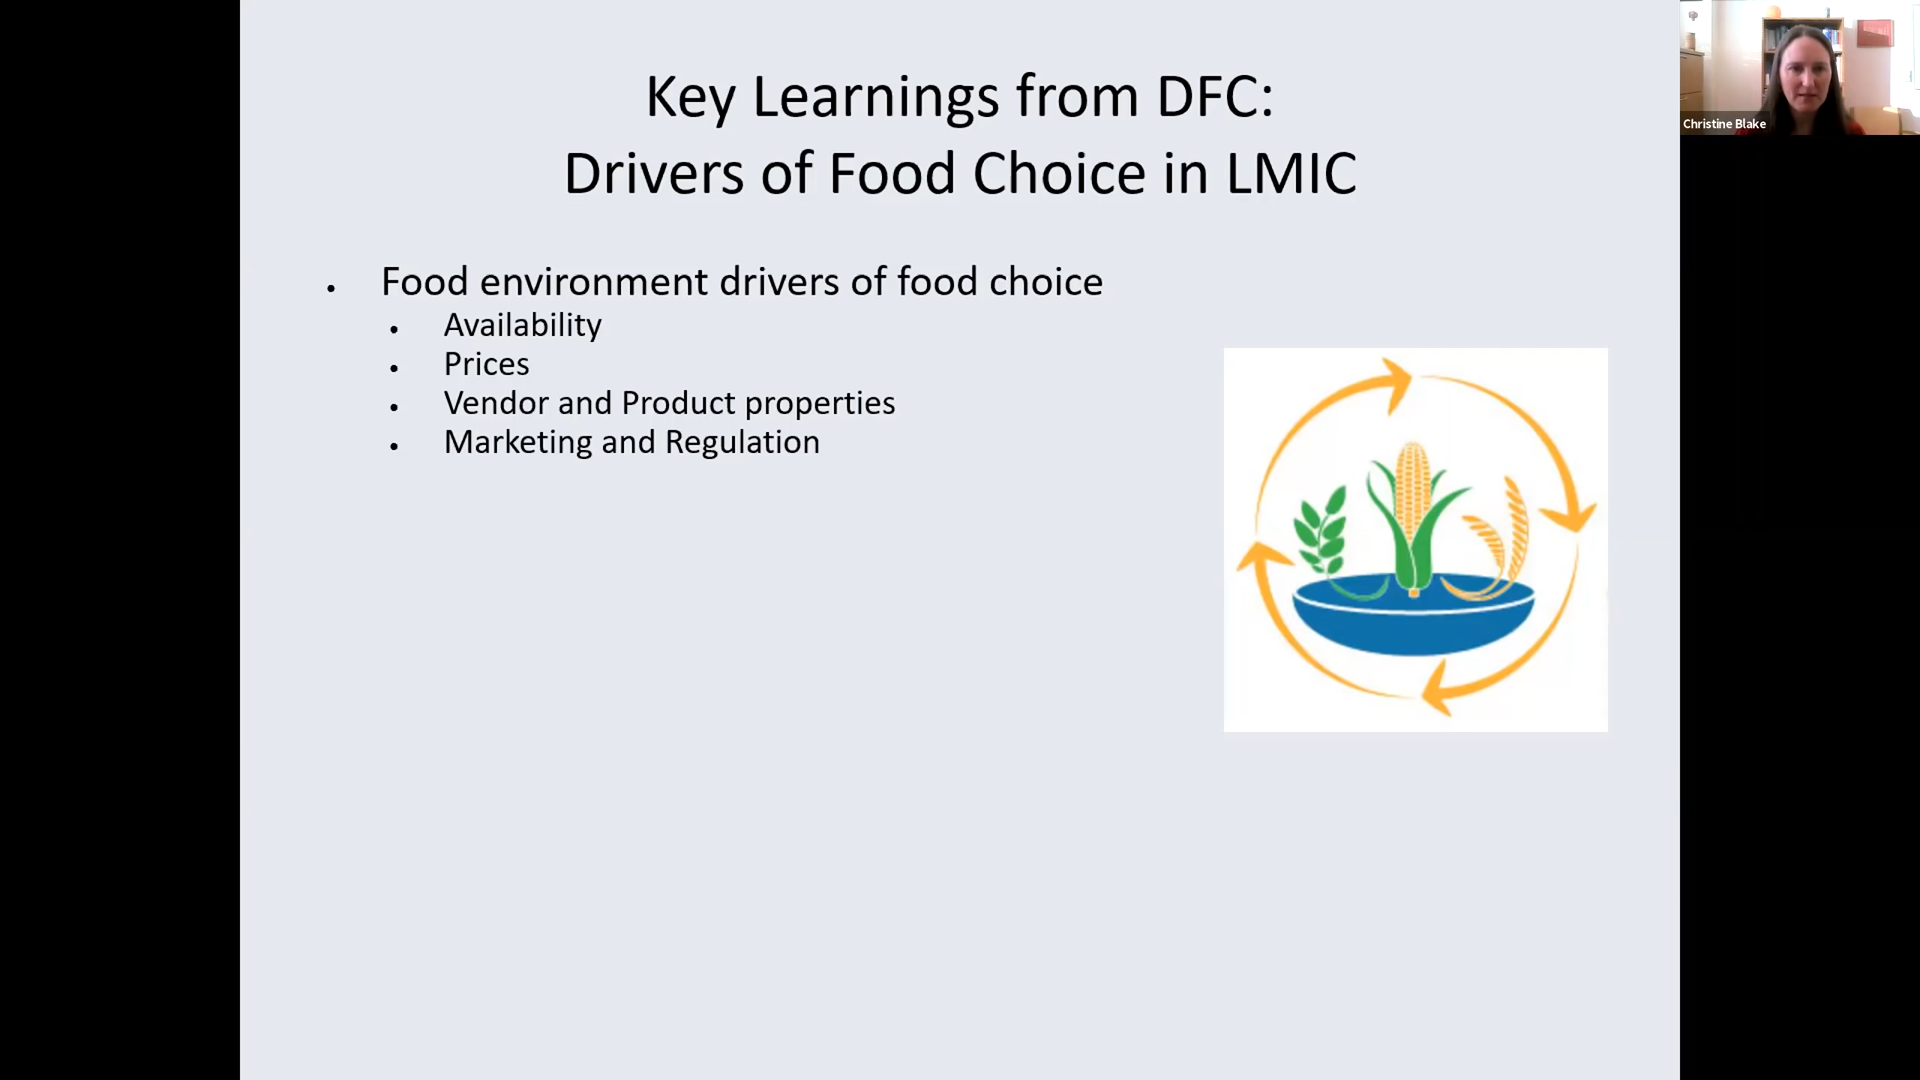 Key Learnings from DFC:
Drivers of Food Choice in LMIC
• Food environment drivers of food choice
• Availability
• Prices
• Vendor and Product properties
• Marketing and Regulation
Christine Blake